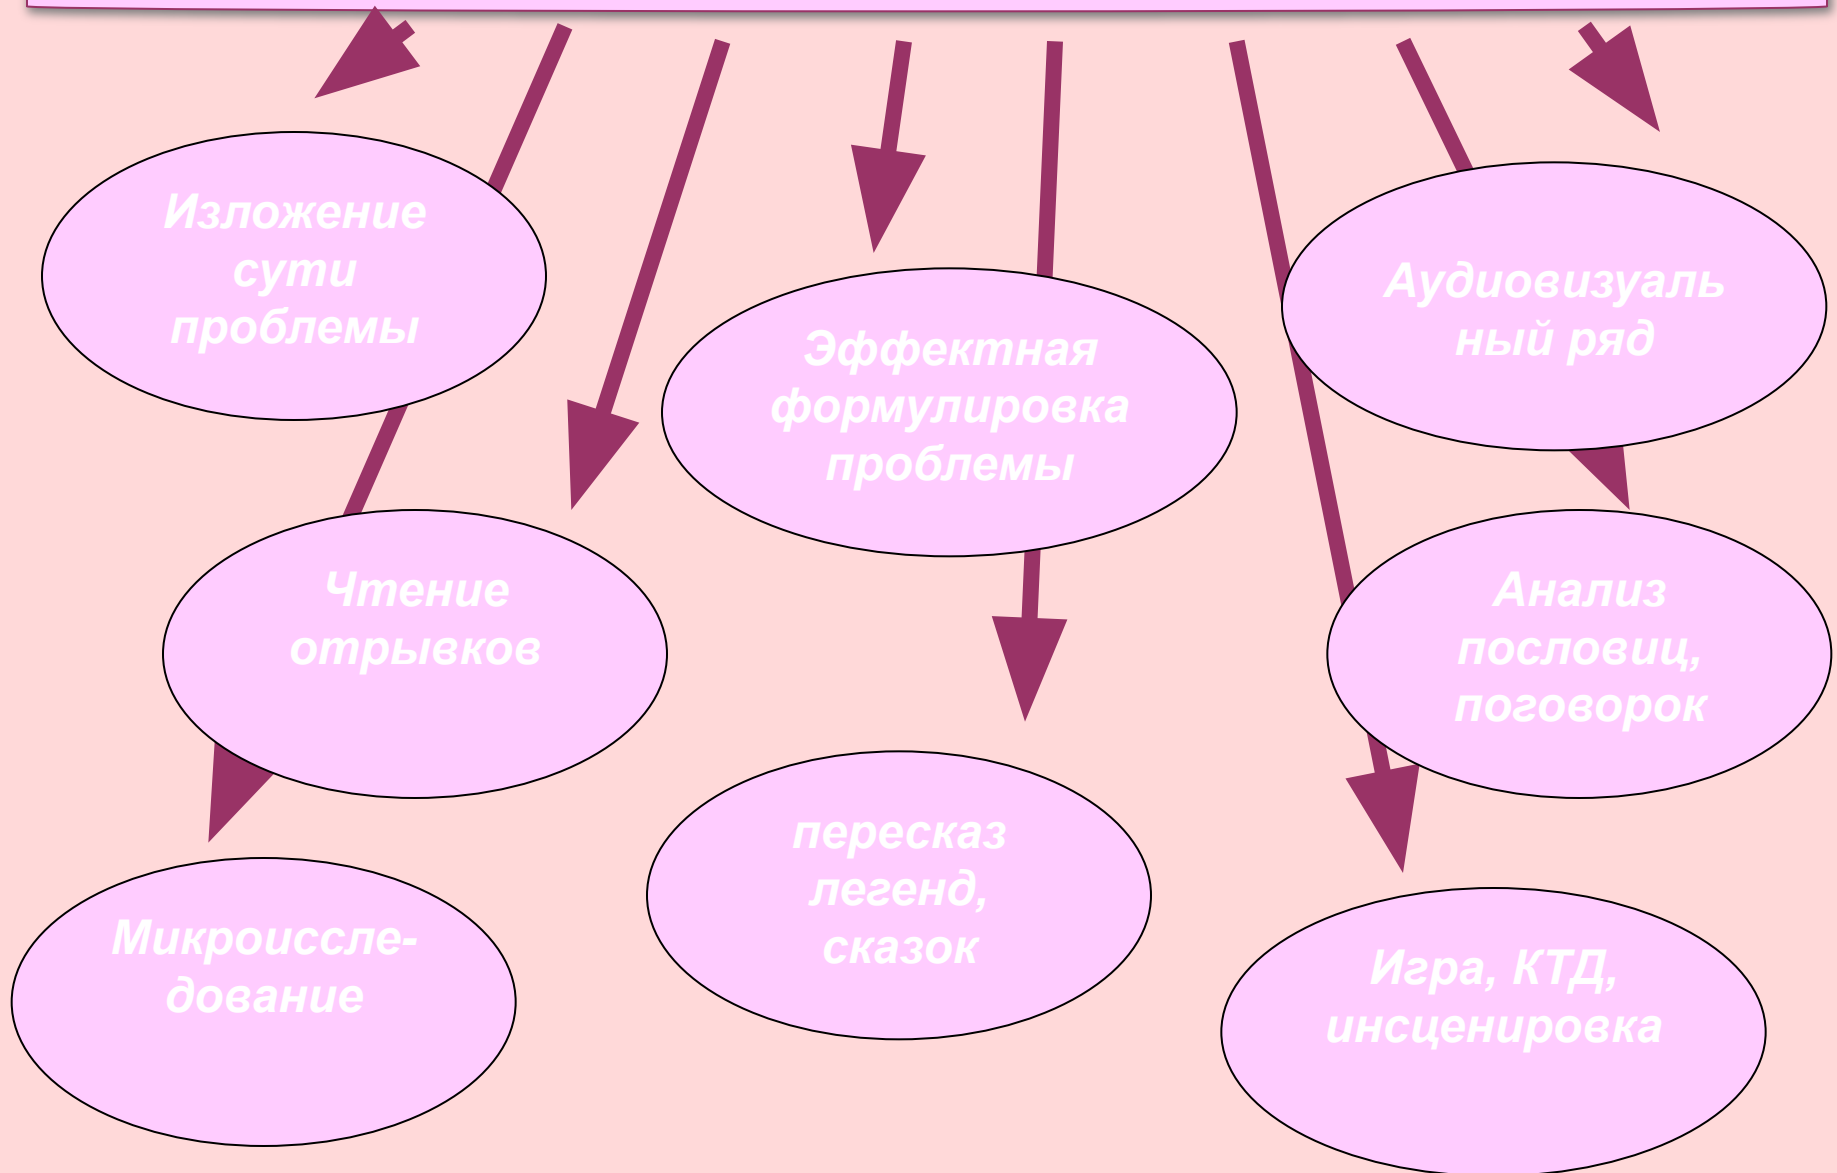 Изложение
сути
проблемы
Эффектная
формулировка
проблемы
Аудиовизуаль
ный ряд
Чтение
отрывков
Анализ
пословиц,
поговорок
Микроиссле-
дование
пересказ
легенд,
сказок
Игра, КТД,
инсценировка